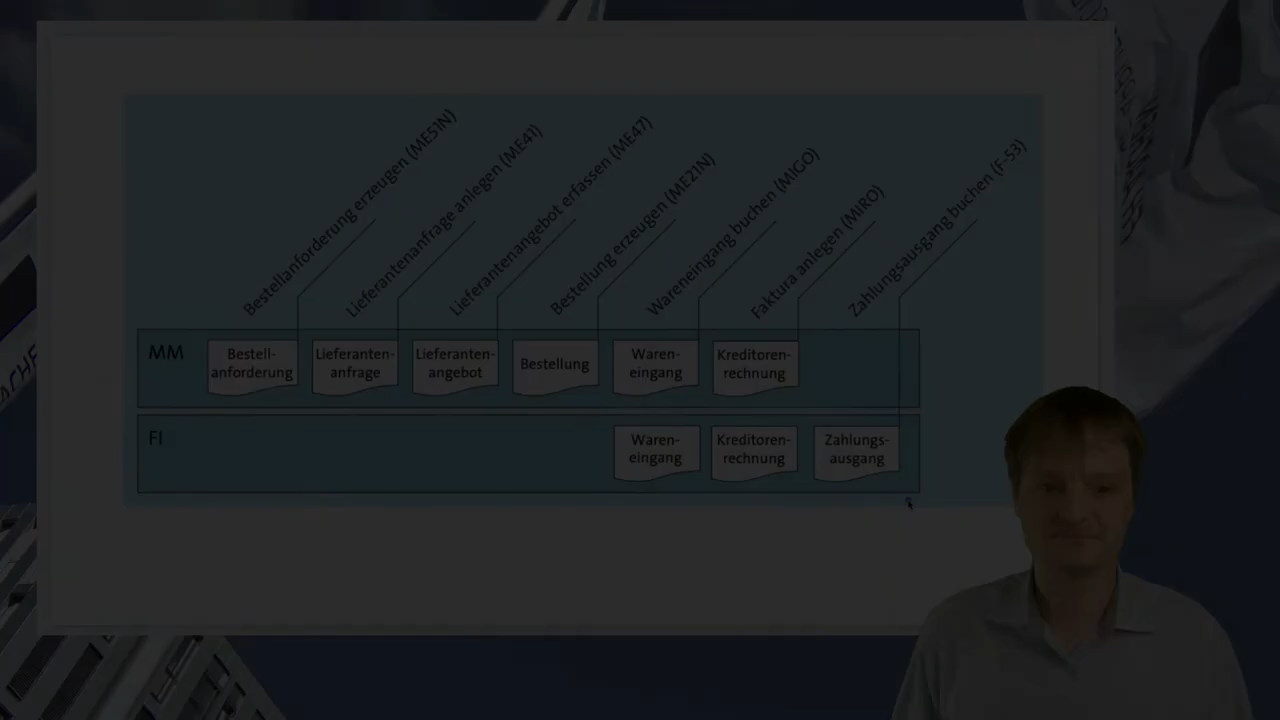 Bestellanforderung erzeugen (ME51N)
Lieferantenanfrage anlegen (ME41)
Lieferantenangebot erfassen (ME47)
Bestellung erzeugen (ME21N)
Wareneingang buchen (MIGO)
Faktura anlegen (MIRO)
Zahlungsausgang buchen (F-53)
MM
Bestell-
anforderung
Lieferanten-
anfrage
Lieferanten-
angebot
Bestellung
Waren-
eingang
Kreditoren-
rechnung
FI
Waren-
eingang
Kreditoren-
rechnung
Zahlungs-
ausgang
ACHE